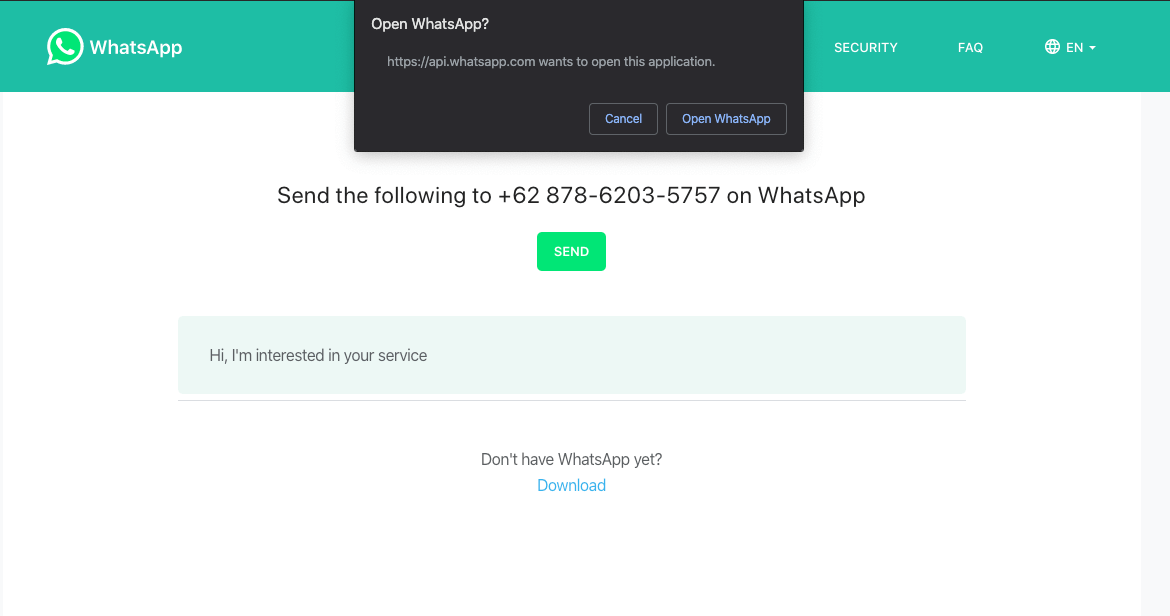 Open WhatsApp?
https://api.whatsapp.com wants to open this application.
Cancel Open WhatsApp
WhatsApp SECURITY FAQ EN
Send the following to +62 878-6203-5757 on WhatsApp
SEND
Hi, I'm interested in your service
Don't have WhatsApp yet?
Download